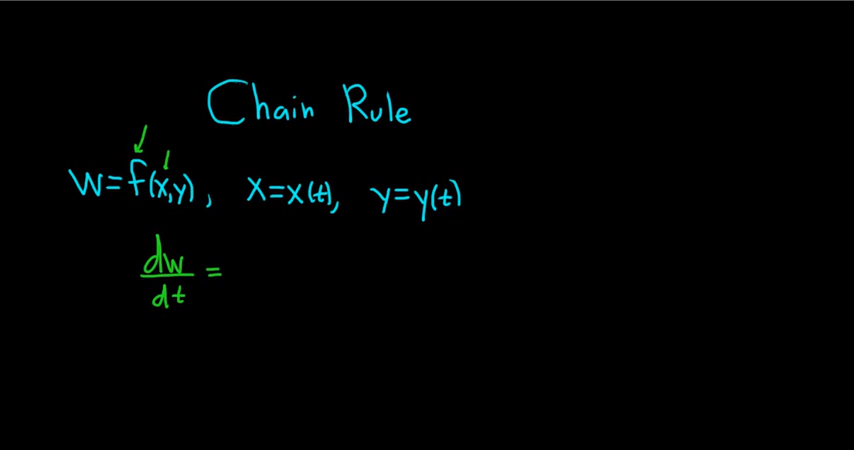 Chain Rule
w=f(x,y), x=x(t), y=y(t)
dw/dt =